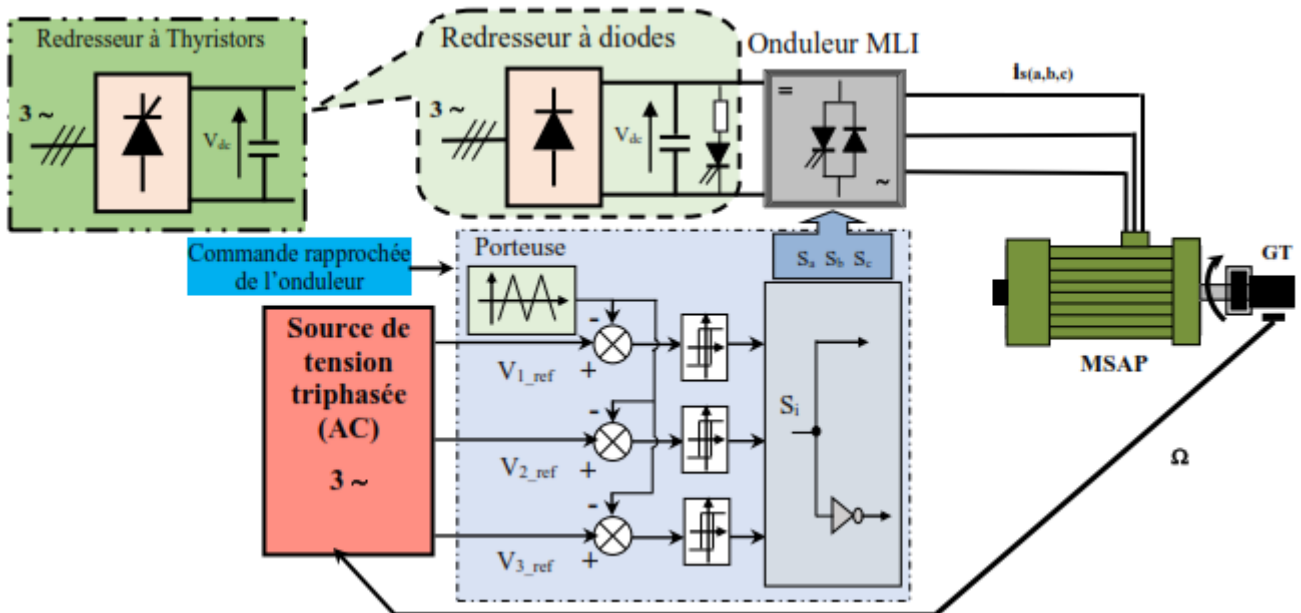 Redresseur à Thyristors
3 ~
Vdc
Redresseur à diodes
3 ~
Vdc
Onduleur MLI
=
~
is(a,b,c)
Commande rapprochée
de l'onduleur
Porteuse
Sa Sb Sc
GT
MSAP
Source de
tension
triphasée
(AC)
3 ~
-
+
V1_ref
-
+
V2_ref
-
+
V3_ref
Si
Ω